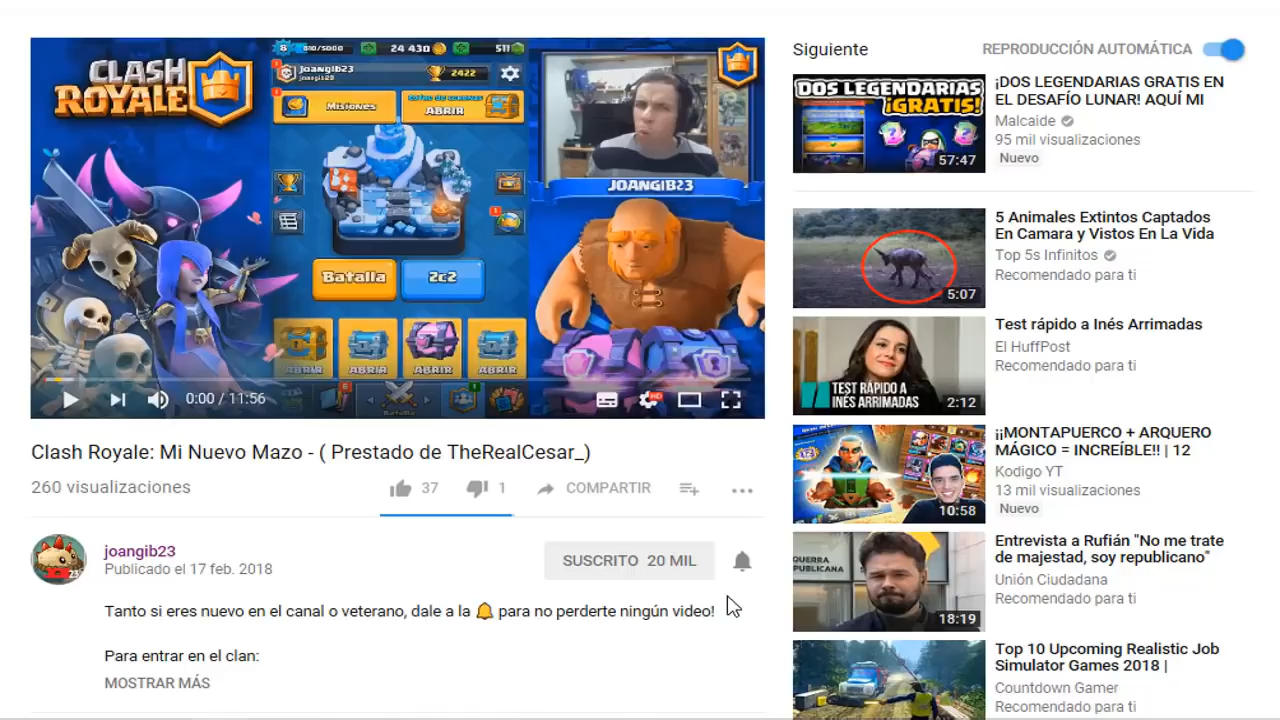 CLASH
ROYALE
8 810/5000 24 430 511
Joangib23
joangib23
2422
Misiones
ABRIR
JOANGIB23
Batalla
2c2
ABRIR ABRIR ABRIR ABRIR
Batalla
0:00 / 11:56
HD
Clash Royale: Mi Nuevo Mazo - ( Prestado de TheRealCesar_)
260 visualizaciones
37
1
COMPARTIR
joangib23
Publicado el 17 feb. 2018
SUSCRITO 20 MIL
Tanto si eres nuevo en el canal o veterano, dale a la 🔔 para no perderte ningún video!
Para entrar en el clan:
MOSTRAR MÁS
Siguiente
REPRODUCCIÓN AUTOMÁTICA
DOS LEGENDARIAS
¡GRATIS!
57:47
¡DOS LEGENDARIAS GRATIS EN
EL DESAFÍO LUNAR! AQUÍ MI
Malcaide
95 mil visualizaciones
Nuevo
5:07
5 Animales Extintos Captados
En Camara y Vistos En La Vida
Top 5s Infinitos
Recomendado para ti
TEST RÁPIDO A
INÉS ARRIMADAS
2:12
Test rápido a Inés Arrimadas
El HuffPost
Recomendado para ti
10:58
¡¡MONTAPUERCO + ARQUERO
MÁGICO = INCREÍBLE!! | 12
Kodigo YT
13 mil visualizaciones
Nuevo
18:19
Entrevista a Rufián "No me trate
de majestad, soy republicano"
Unión Ciudadana
Recomendado para ti
Top 10 Upcoming Realistic Job
Simulator Games 2018 |
Countdown Gamer
Recomendado para ti